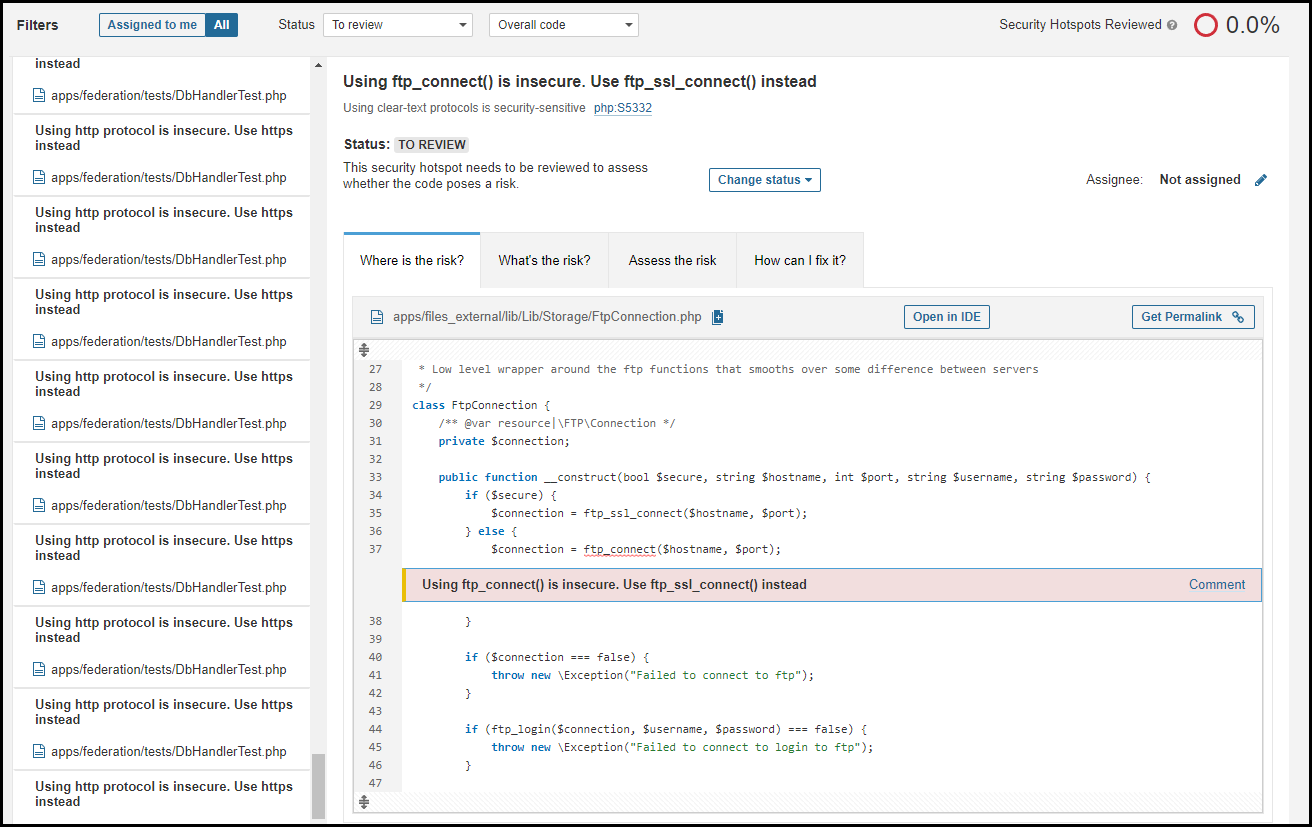 Filters
Assigned to me
All
Status
To review
Overall code
Security Hotspots Reviewed
0.0%
instead
apps/federation/tests/DbHandlerTest.php
Using http protocol is insecure. Use https
instead
apps/federation/tests/DbHandlerTest.php
Using http protocol is insecure. Use https
instead
apps/federation/tests/DbHandlerTest.php
Using http protocol is insecure. Use https
instead
apps/federation/tests/DbHandlerTest.php
Using http protocol is insecure. Use https
instead
apps/federation/tests/DbHandlerTest.php
Using http protocol is insecure. Use https
instead
apps/federation/tests/DbHandlerTest.php
Using http protocol is insecure. Use https
instead
apps/federation/tests/DbHandlerTest.php
Using http protocol is insecure. Use https
instead
apps/federation/tests/DbHandlerTest.php
Using http protocol is insecure. Use https
instead
apps/federation/tests/DbHandlerTest.php
Using http protocol is insecure. Use https
instead
Using ftp_connect() is insecure. Use ftp_ssl_connect() instead
Using clear-text protocols is security-sensitive php:S5332
Status: TO REVIEW
This security hotspot needs to be reviewed to assess
whether the code poses a risk.
Change status
Assignee: Not assigned
Where is the risk?
What's the risk?
Assess the risk
How can I fix it?
apps/files_external/lib/Lib/Storage/FtpConnection.php
Open in IDE
Get Permalink
27 * Low level wrapper around the ftp functions that smooths over some difference between servers
28 */
29 class FtpConnection {
30 /** @var resource|\FTP\Connection */
31 private $connection;
32
33 public function __construct(bool $secure, string $hostname, int $port, string $username, string $password) {
34 if ($secure) {
35 $connection = ftp_ssl_connect($hostname, $port);
36 } else {
37 $connection = ftp_connect($hostname, $port);
Using ftp_connect() is insecure. Use ftp_ssl_connect() instead
Comment
38 }
39
40 if ($connection === false) {
41 throw new \Exception("Failed to connect to ftp");
42 }
43
44 if (ftp_login($connection, $username, $password) === false) {
45 throw new \Exception("Failed to connect to login to ftp");
46 }
47